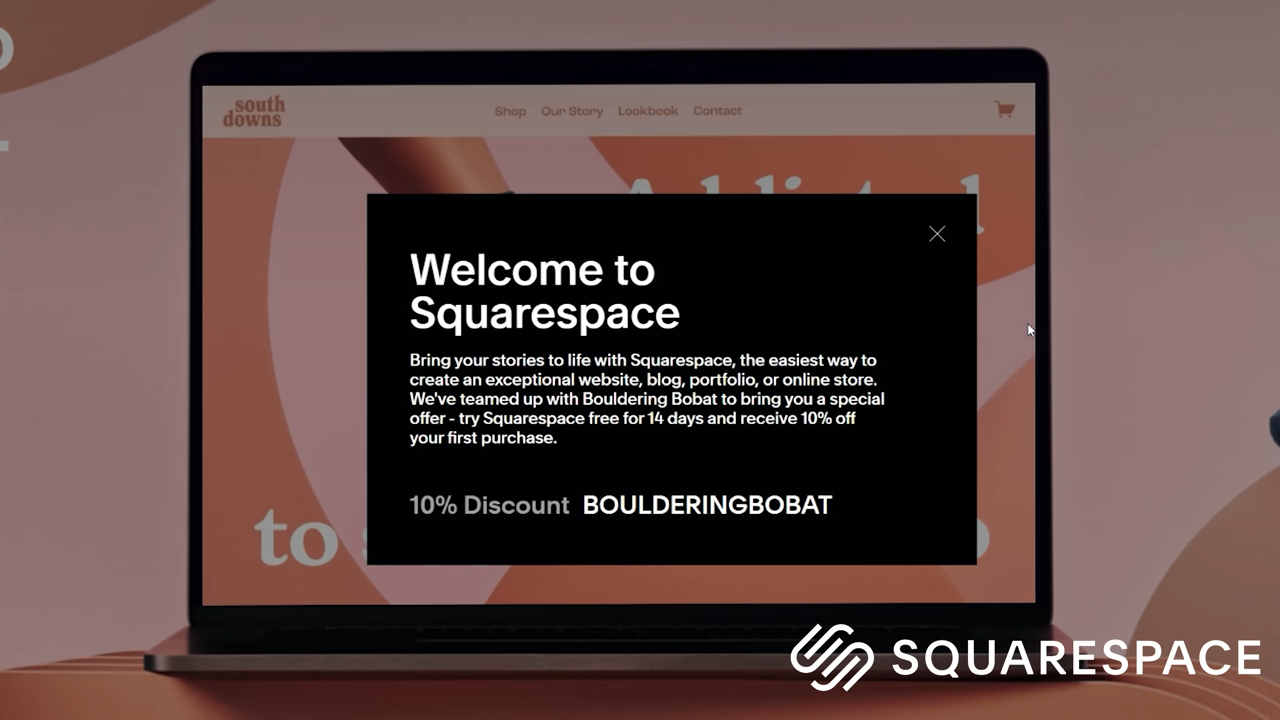 south
downs
Shop Our Story Lookbook Contact
Welcome to
Squarespace
Bring your stories to life with Squarespace, the easiest way to
create an exceptional website, blog, portfolio, or online store.
We've teamed up with Bouldering Bobat to bring you a special
offer - try Squarespace free for 14 days and receive 10% off
your first purchase.
10% Discount BOULDERINGBOBAT
to
SQUARESPACE